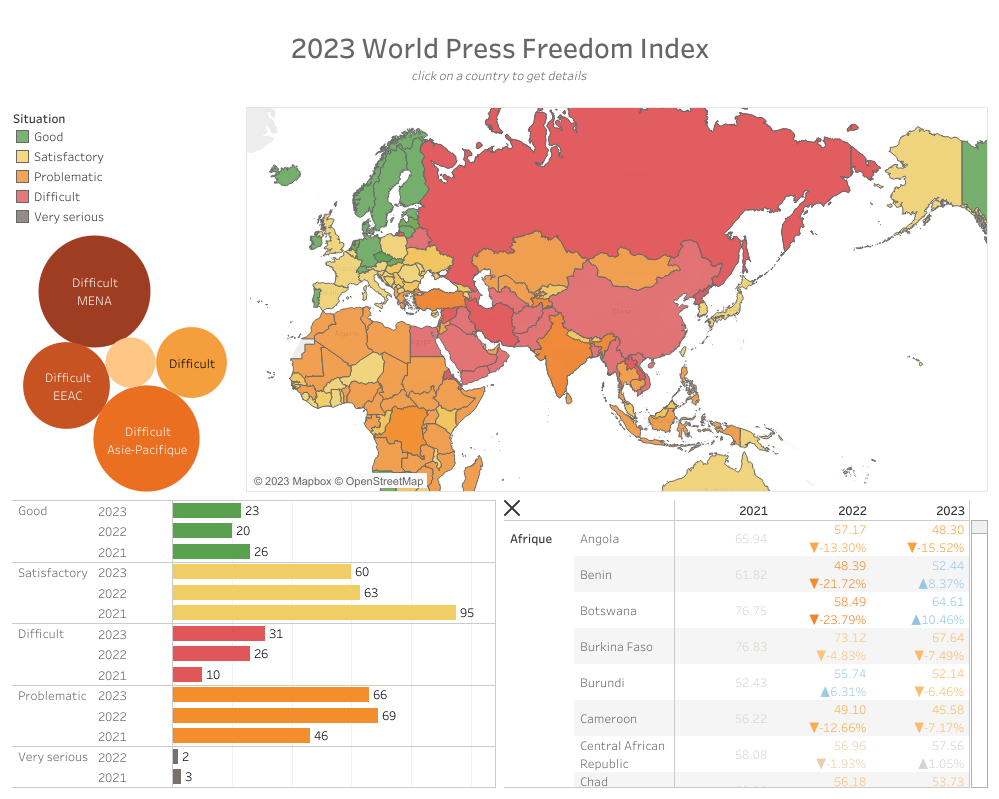 2023 World Press Freedom Index
click on a country to get details
Situation
Good
Satisfactory
Problematic
Difficult
Very serious
Difficult
MENA
Difficult
EEAC
Difficult
Difficult
Asie-Pacifique
China
© 2023 Mapbox © OpenStreetMap
Good 2023 23
2022 20
2021 26
Satisfactory 2023 60
2022 63
2021 95
Difficult 2023 31
2022 26
2021 10
Problematic 2023 66
2022 69
2021 46
Very serious 2022 2
2021 3
2021 2022 2023
Afrique Angola 65.94 57.17 48.30
▼-13.30% ▼-15.52%
Benin 61.82 48.39 52.44
▼-21.72% ▲8.37%
Botswana 76.75 58.49 64.61
▼-23.79% ▲10.46%
Burkina Faso 76.83 73.12 67.64
▼-4.83% ▼-7.49%
Burundi 52.43 55.74 52.14
▲6.31% ▼-6.46%
Cameroon 56.22 49.10 45.58
▼-12.66% ▼-7.17%
Central African
Republic 58.08 56.96 57.56
▼-1.93% ▲1.05%
Chad 56.18 53.73